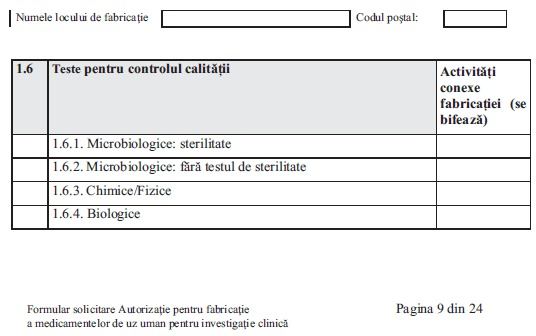 Numele locului de fabricaţie Codul poştal:
1.6 Teste pentru controlul calităţii Activităţi
conexe
fabricaţiei (se
bifează)
1.6.1. Microbiologice: sterilitate
1.6.2. Microbiologice: fără testul de sterilitate
1.6.3. Chimice/Fizice
1.6.4. Biologice
Formular solicitare Autorizaţie pentru fabricaţie Pagina 9 din 24
a medicamentelor de uz uman pentru investigaţie clinică